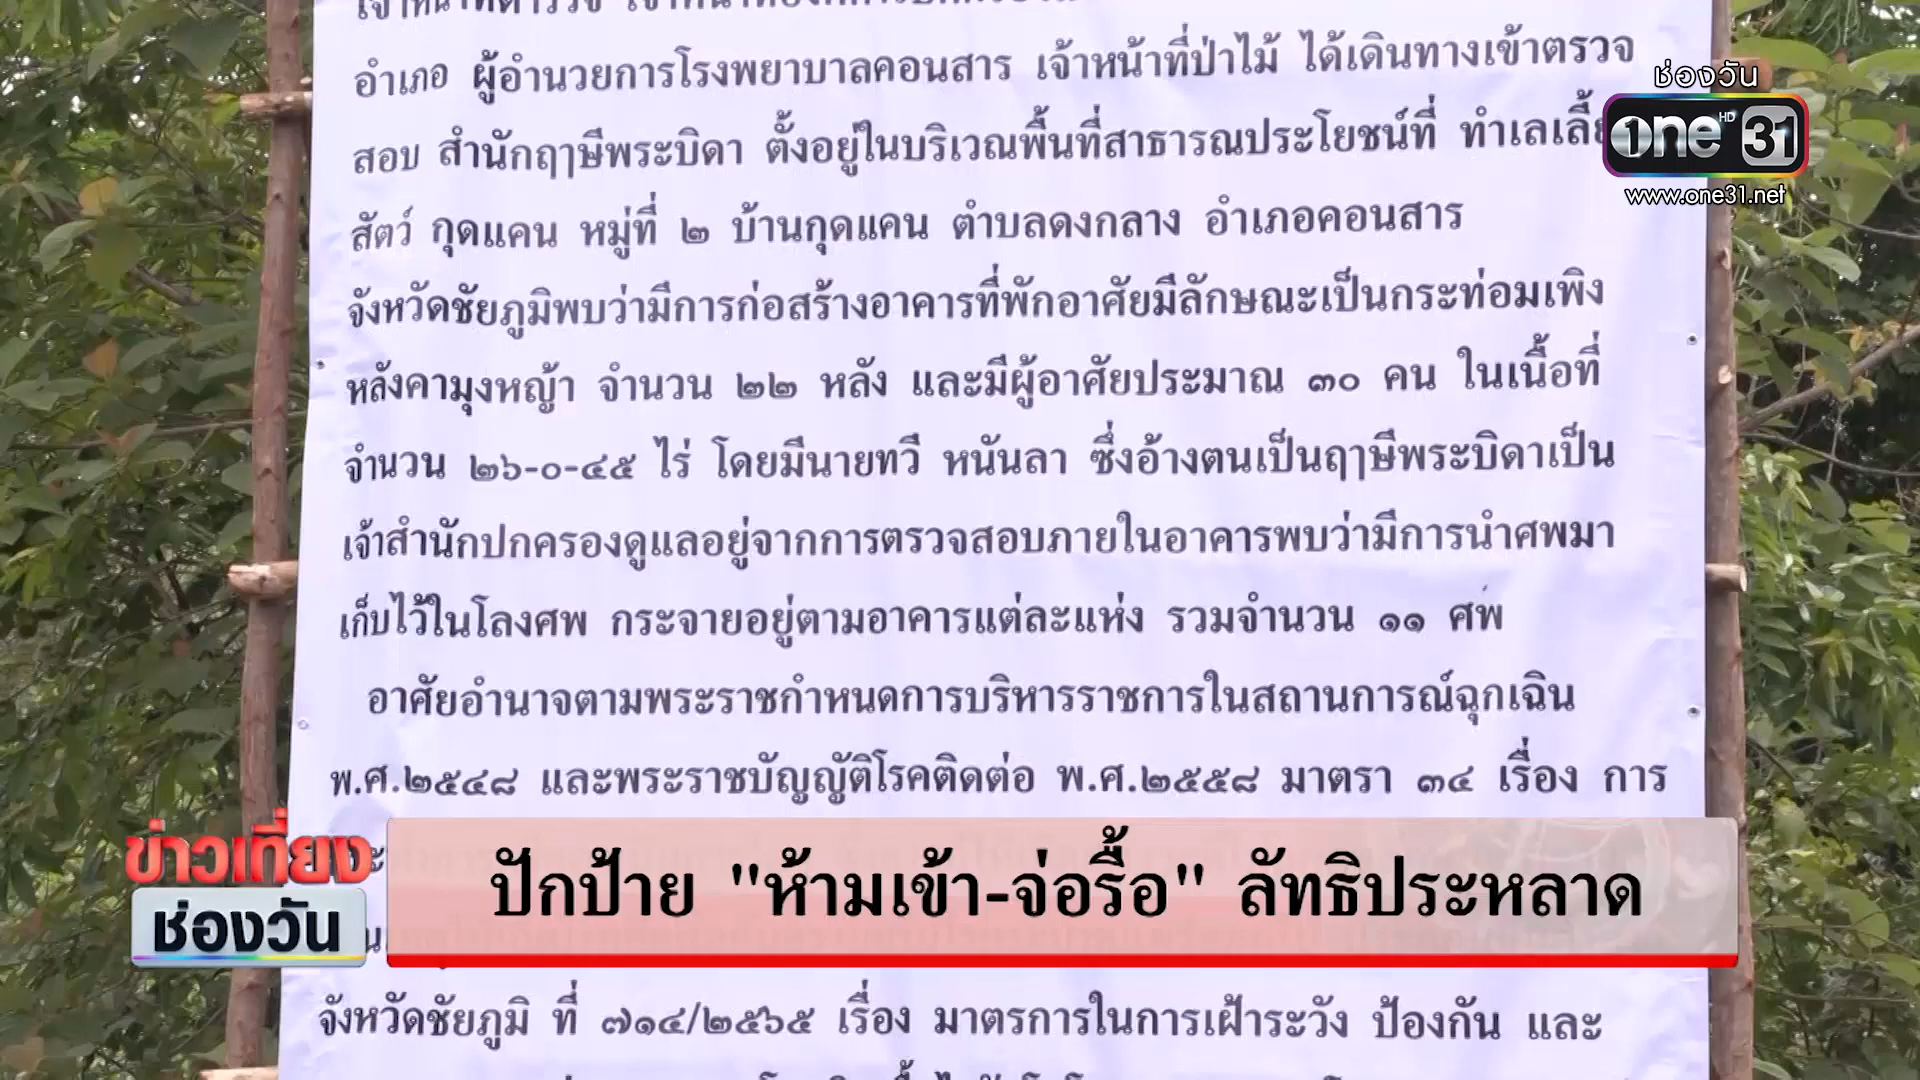 อำเภอ ผู้อำนวยการโรงพยาบาลคอนสาร เจ้าหน้าที่ป่าไม้ ได้เดินทางเข้าตรวจ
สอบ สำนักฤาษีพระบิดา ตั้งอยู่ในบริเวณพื้นที่สาธารณประโยชน์ที่ ทำเลเลี้ย
สัตว์ กุดแคน หมู่ที่ ๒ บ้านกุดแคน ตำบลดงกลาง อำเภอคอนสาร
จังหวัดชัยภูมิพบว่ามีการก่อสร้างอาคารที่พักอาศัยมีลักษณะเป็นกระท่อมเพิง
หลังคามุงหญ้า จำนวน ๒๒ หลัง และมีผู้อาศัยประมาณ ๓๐ คน ในเนื้อที่
จำนวน ๒๖-๐-๔๕ ไร่ โดยมีนายทวี หนันลา ซึ่งอ้างตนเป็นฤาษีพระบิดาเป็น
เจ้าสำนักปกครองดูแลอยู่จากการตรวจสอบภายในอาคารพบว่ามีการนำศพมา
เก็บไว้ในโลงศพ กระจายอยู่ตามอาคารแต่ละแห่ง รวมจำนวน ๑๑ ศพ
อาศัยอำนาจตามพระราชกำหนดการบริหารราชการในสถานการณ์ฉุกเฉิน
พ.ศ.๒๕๔๘ และพระราชบัญญัติโรคติดต่อ พ.ศ.๒๕๕๘ มาตรา ๓๔ เรื่อง การ
จังหวัดชัยภูมิ ที่ ๗๑๔/๒๕๖๕ เรื่อง มาตรการในการเฝ้าระวัง ป้องกัน และ
ช่องวัน
one HD 31
www.one31.net
ข่าวเที่ยง
ช่องวัน
ปักป้าย "ห้ามเข้า-จ่อรื้อ" ลัทธิประหลาด